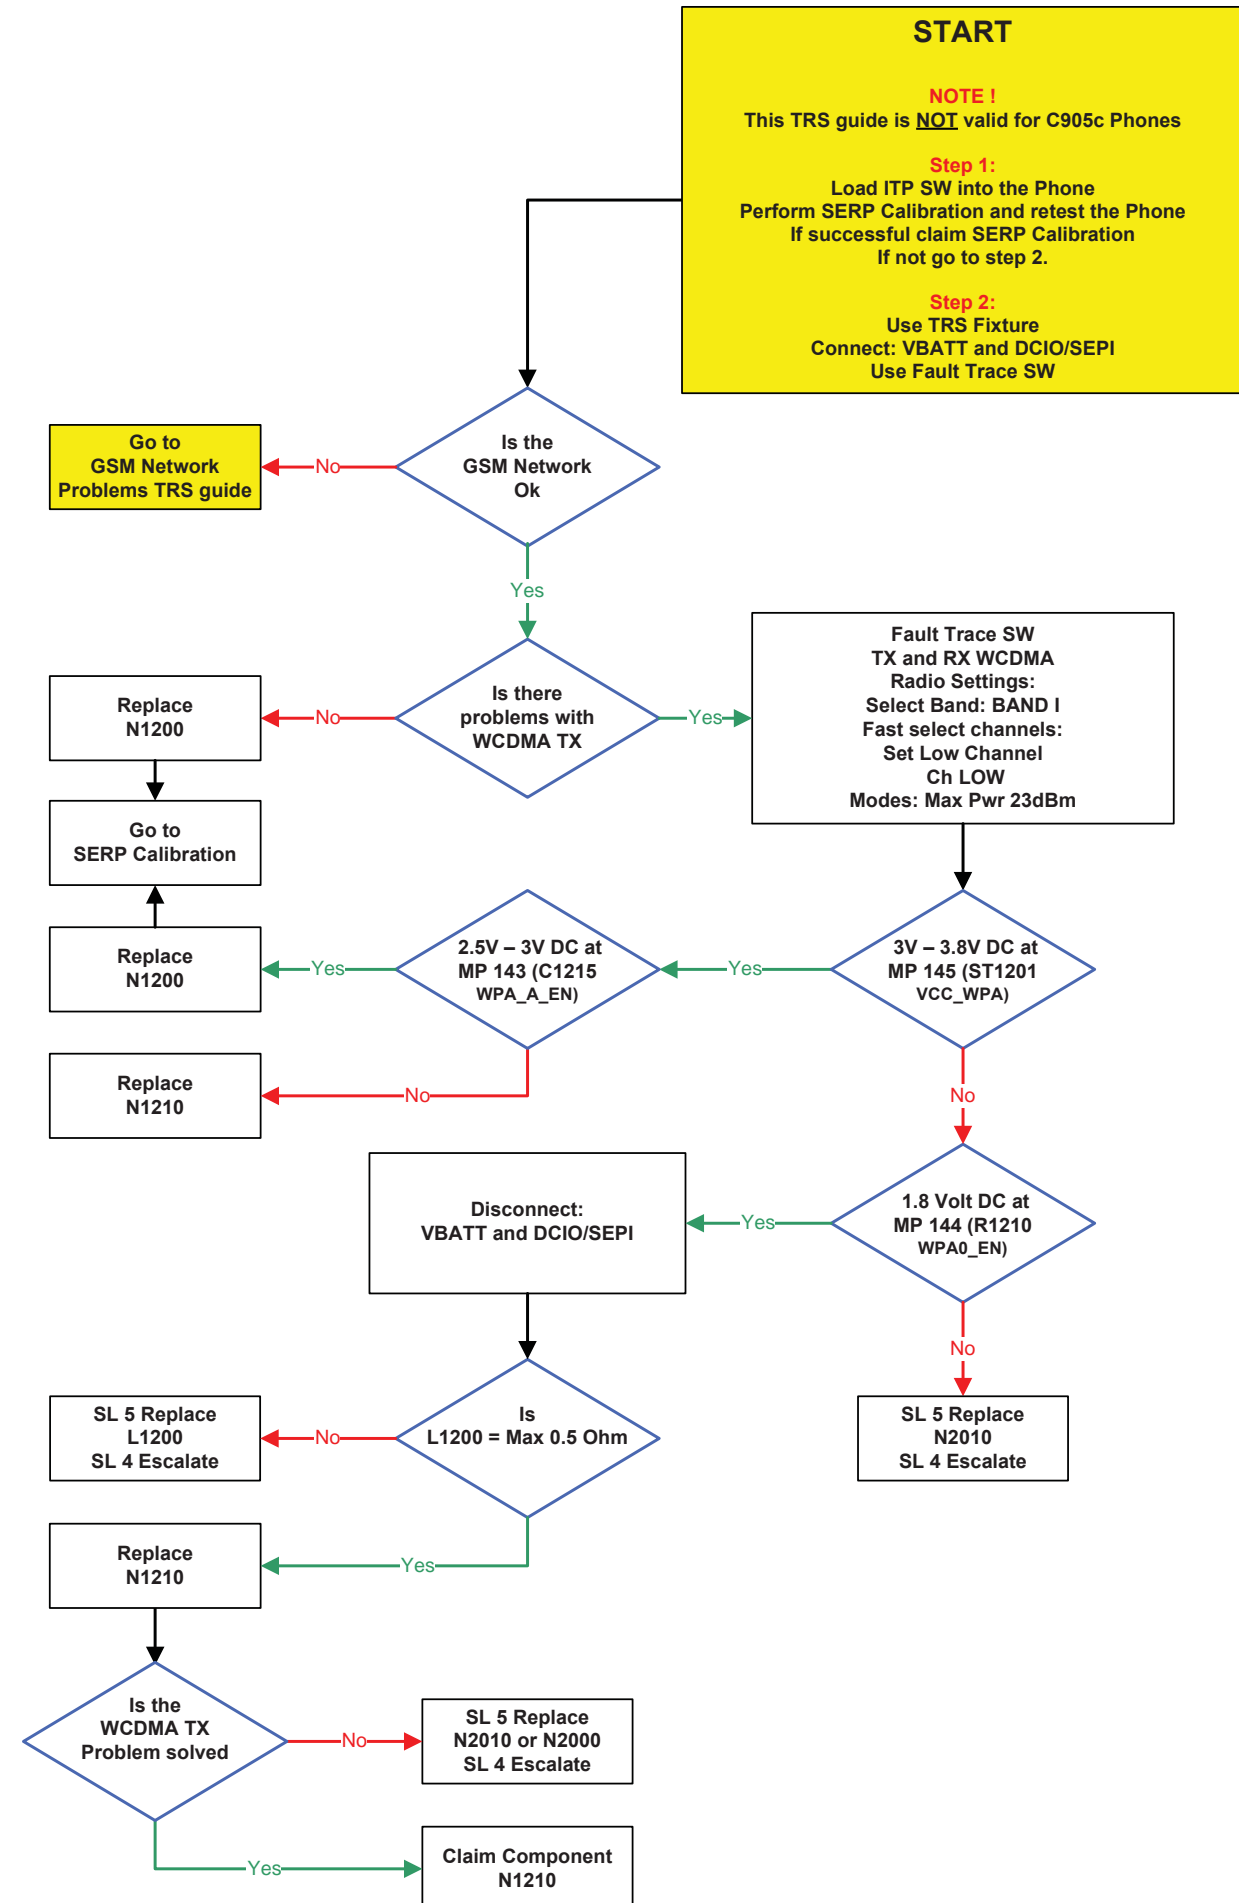 START
NOTE !
This TRS guide is NOT valid for C905c Phones
Step 1:
Load ITP SW into the Phone
Perform SERP Calibration and retest the Phone
If successful claim SERP Calibration
If not go to step 2.
Step 2:
Use TRS Fixture
Connect: VBATT and DCIO/SEPI
Use Fault Trace SW
Is the
GSM Network
Ok
No
Go to
GSM Network
Problems TRS guide
Yes
Is there
problems with
WCDMA TX
No
Replace
N1200
Go to
SERP Calibration
Yes
Fault Trace SW
TX and RX WCDMA
Radio Settings:
Select Band: BAND I
Fast select channels:
Set Low Channel
Ch LOW
Modes: Max Pwr 23dBm
3V – 3.8V DC at
MP 145 (ST1201
VCC_WPA)
Yes
2.5V – 3V DC at
MP 143 (C1215
WPA_A_EN)
Yes
Replace
N1200
No
Replace
N1210
No
1.8 Volt DC at
MP 144 (R1210
WPA0_EN)
Yes
Disconnect:
VBATT and DCIO/SEPI
No
SL 5 Replace
N2010
SL 4 Escalate
Is
L1200 = Max 0.5 Ohm
No
SL 5 Replace
L1200
SL 4 Escalate
Yes
Replace
N1210
Is the
WCDMA TX
Problem solved
No
SL 5 Replace
N2010 or N2000
SL 4 Escalate
Yes
Claim Component
N1210